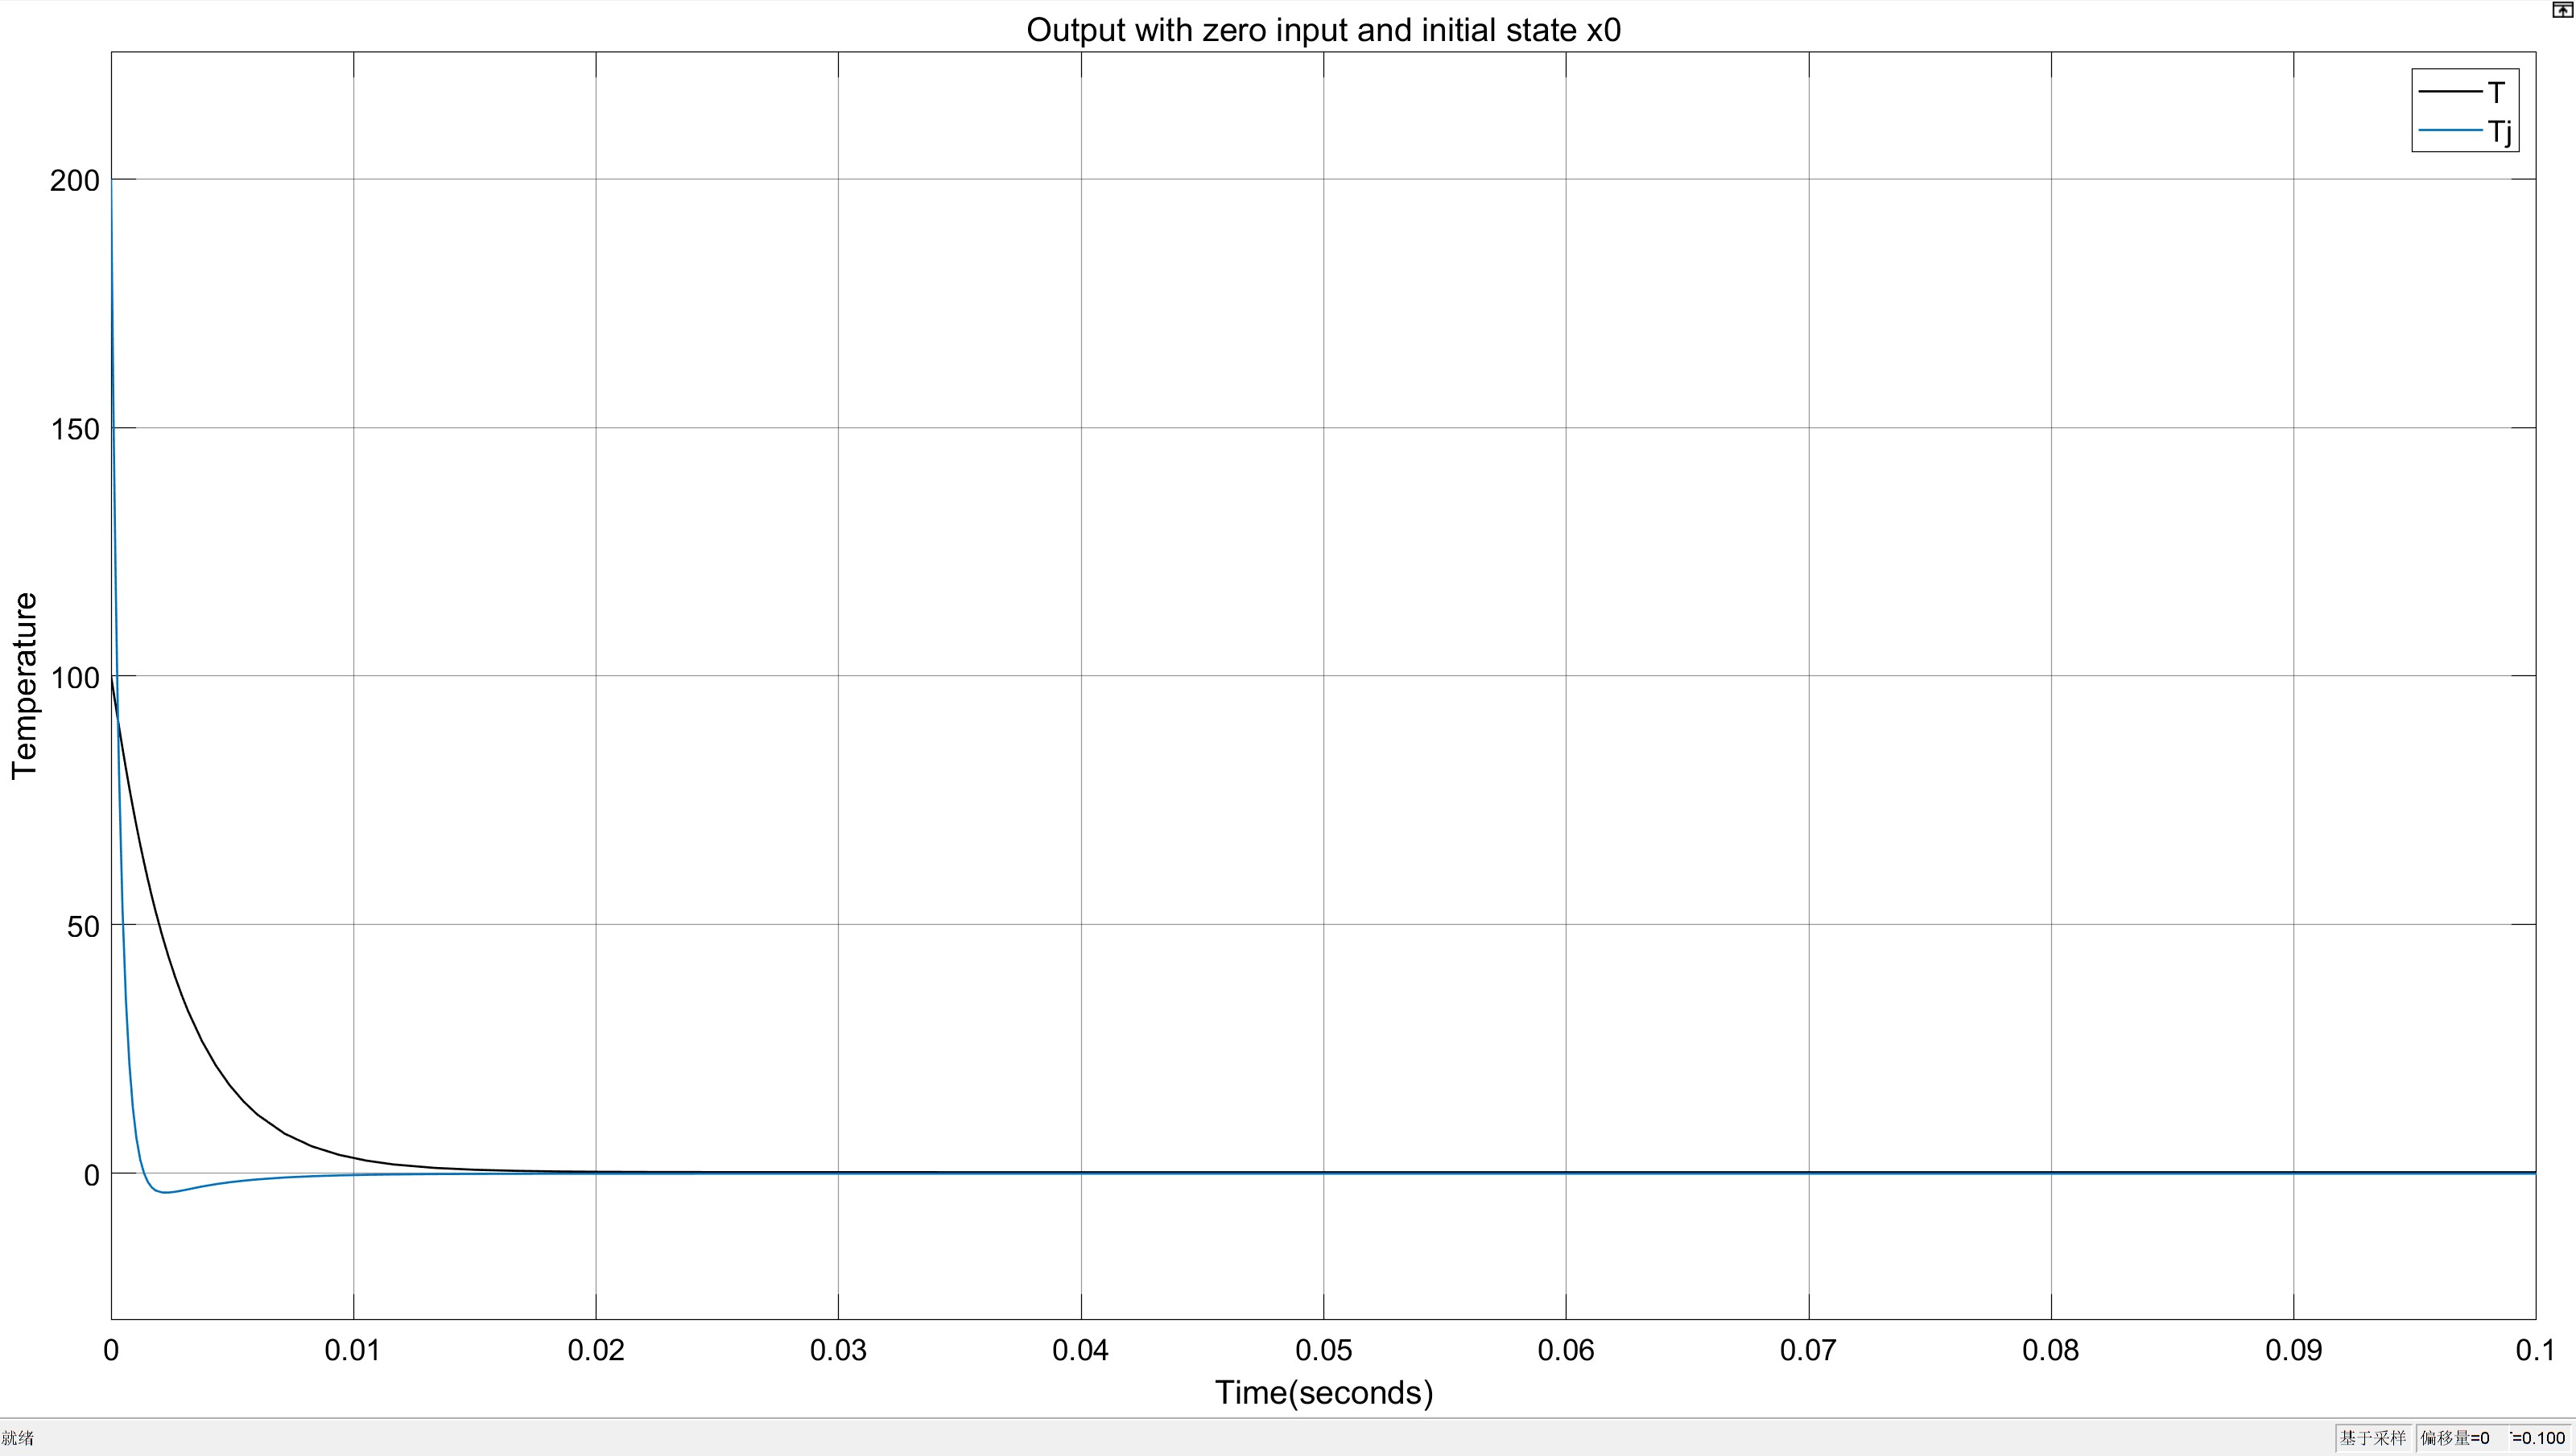 Output with zero input and initial state x0
T
Tj
200
150
100
50
0
Temperature
0 0.01 0.02 0.03 0.04 0.05 0.06 0.07 0.08 0.09 0.1
Time(seconds)
就绪 基于采样 偏移量=0 =0.100